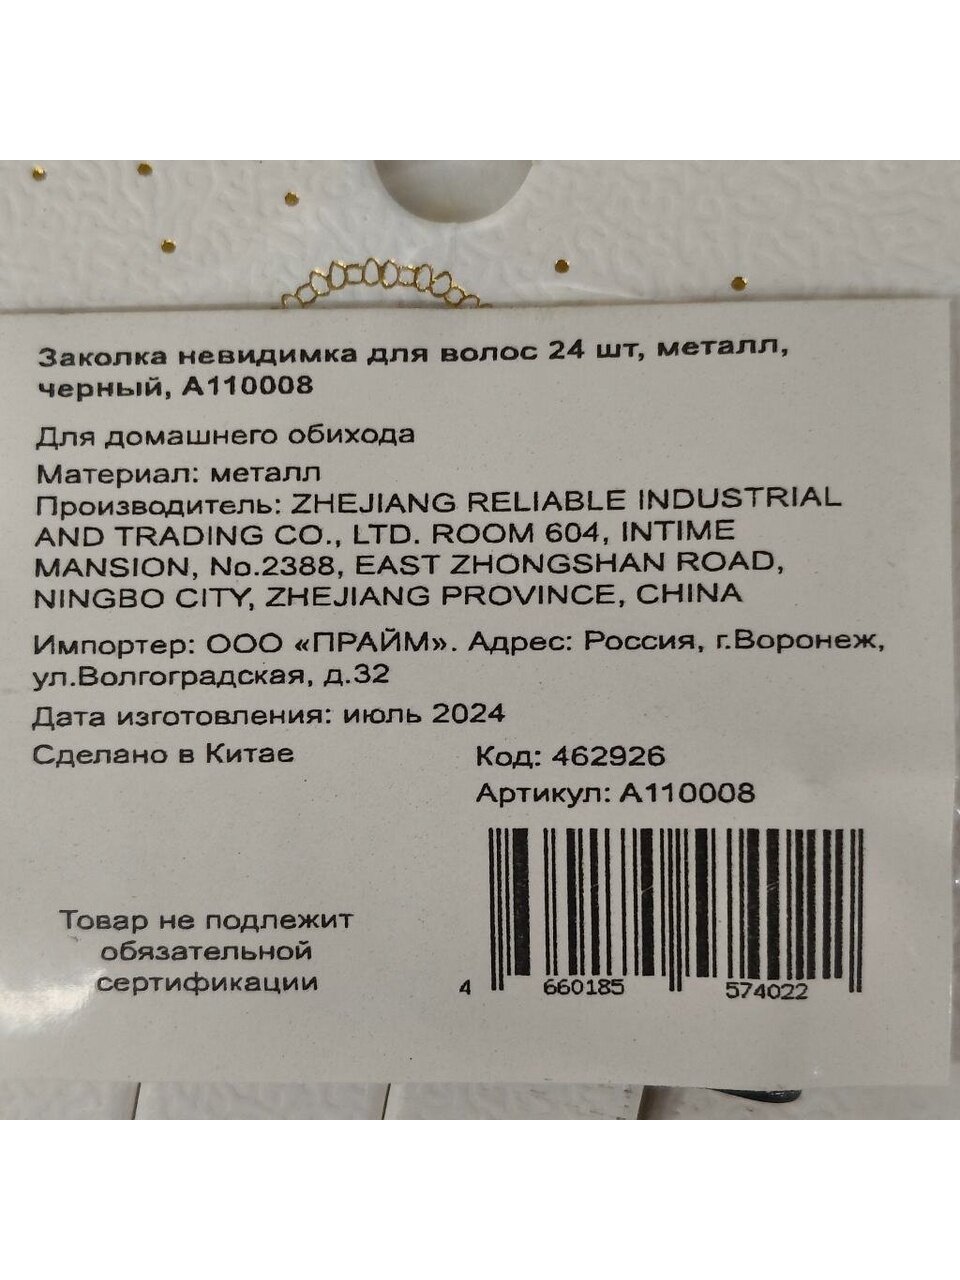 Заколка невидимка для волос 24 шт, металл,
черный, А110008
Для домашнего обихода
Материал: металл
Производитель: ZHEJIANG RELIABLE INDUSTRIAL
AND TRADING CO., LTD. ROOM 604, INTIME
MANSION, No.2388, EAST ZHONGSHAN ROAD,
NINGBO CITY, ZHEJIANG PROVINCE, CHINA
Импортер: ООО «ПРАЙМ». Адрес: Россия, г.Воронеж,
ул.Волгоградская, д.32
Дата изготовления: июль 2024
Сделано в Китае
Код: 462926
Артикул: А110008
Товар не подлежит
обязательной
сертификации
4 660185 574022